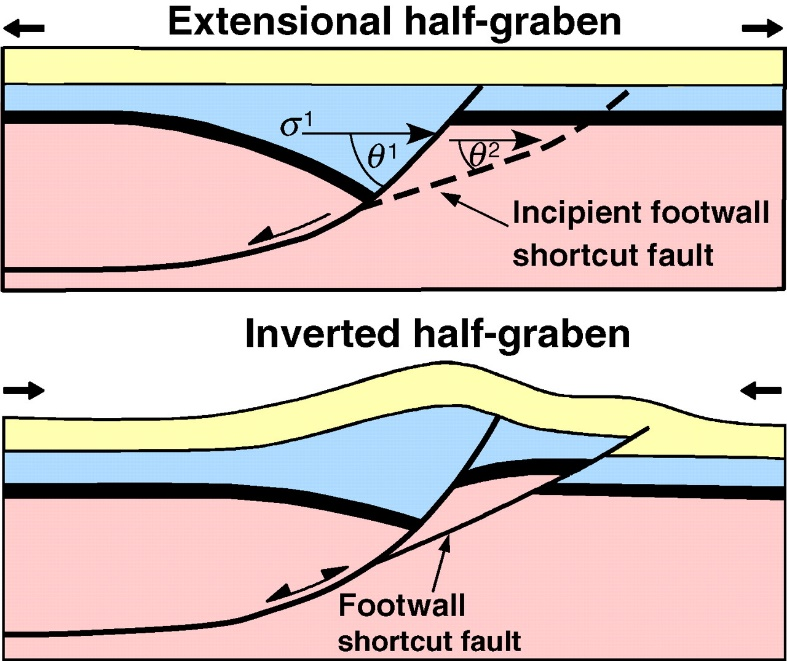 Extensional half-graben
σ¹
θ¹
θ²
Incipient footwall
shortcut fault
Inverted half-graben
Footwall
shortcut fault